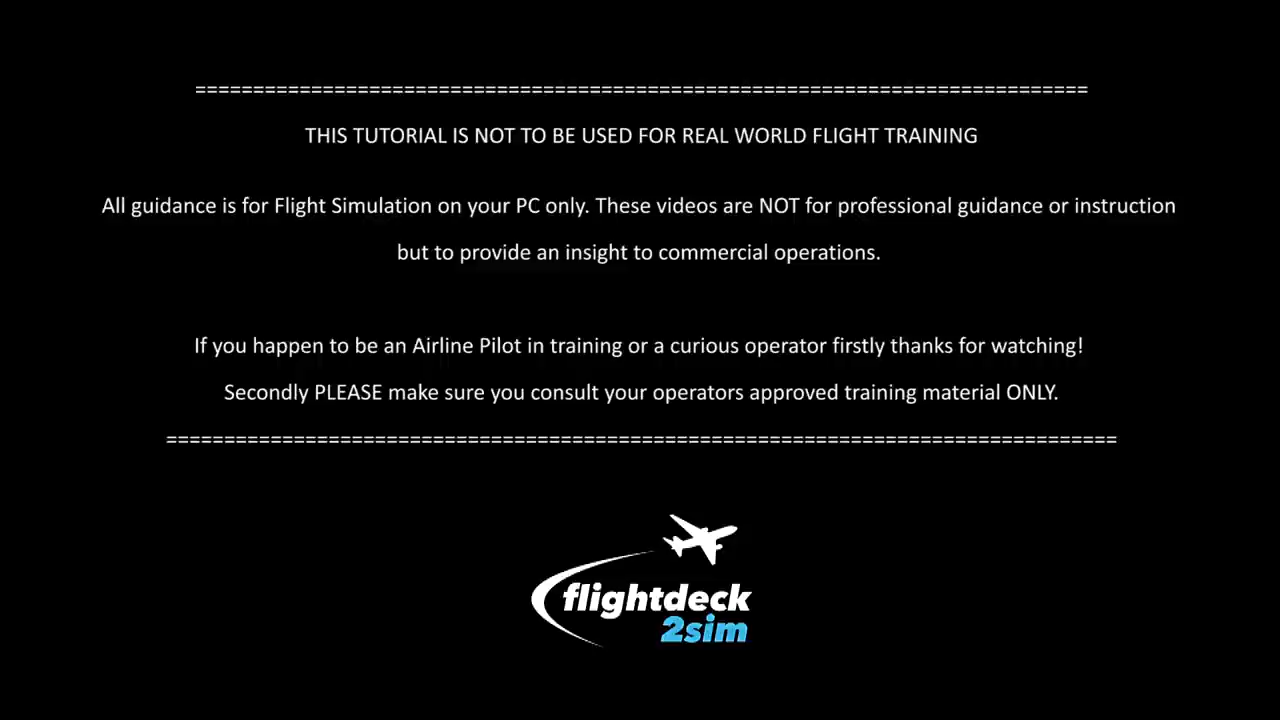 ==============================================================================
THIS TUTORIAL IS NOT TO BE USED FOR REAL WORLD FLIGHT TRAINING
All guidance is for Flight Simulation on your PC only. These videos are NOT for professional guidance or instruction
but to provide an insight to commercial operations.
If you happen to be an Airline Pilot in training or a curious operator firstly thanks for watching!
Secondly PLEASE make sure you consult your operators approved training material ONLY.
===================================================================================
flightdeck
2sim